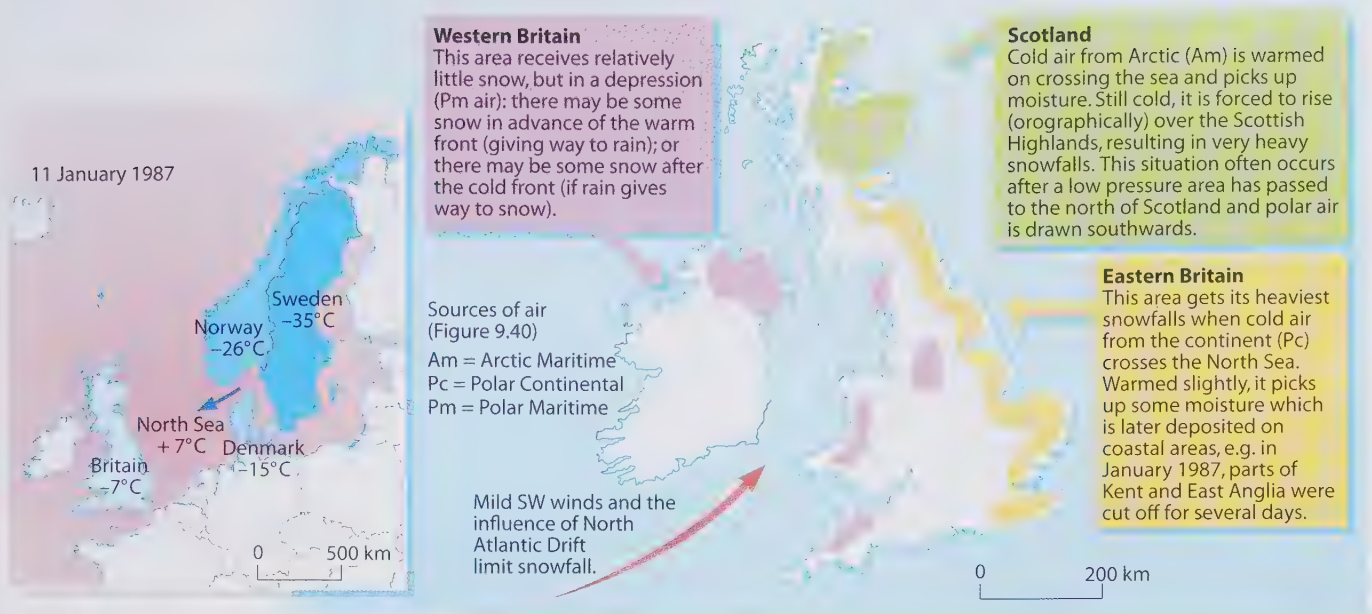 11 January 1987
Sweden
–35°C
Norway
–26°C
North Sea
+ 7°C
Denmark
–15°C
Britain
–7°C
0 500 km
Western Britain
This area receives relatively
little snow, but in a depression
(Pm air): there may be some
snow in advance of the warm
front (giving way to rain); or
there may be some snow after
the cold front (if rain gives
way to snow).
Sources of air
(Figure 9.40)
Am = Arctic Maritime
Pc = Polar Continental
Pm = Polar Maritime
Mild SW winds and the
influence of North
Atlantic Drift
limit snowfall.
Scotland
Cold air from Arctic (Am) is warmed
on crossing the sea and picks up
moisture. Still cold, it is forced to rise
(orographically) over the Scottish
Highlands, resulting in very heavy
snowfalls. This situation often occurs
after a low pressure area has passed
to the north of Scotland and polar air
is drawn southwards.
Eastern Britain
This area gets its heaviest
snowfalls when cold air
from the continent (Pc)
crosses the North Sea.
Warmed slightly, it picks
up some moisture which
is later deposited on
coastal areas, e.g. in
January 1987, parts of
Kent and East Anglia were
cut off for several days.
0 200 km